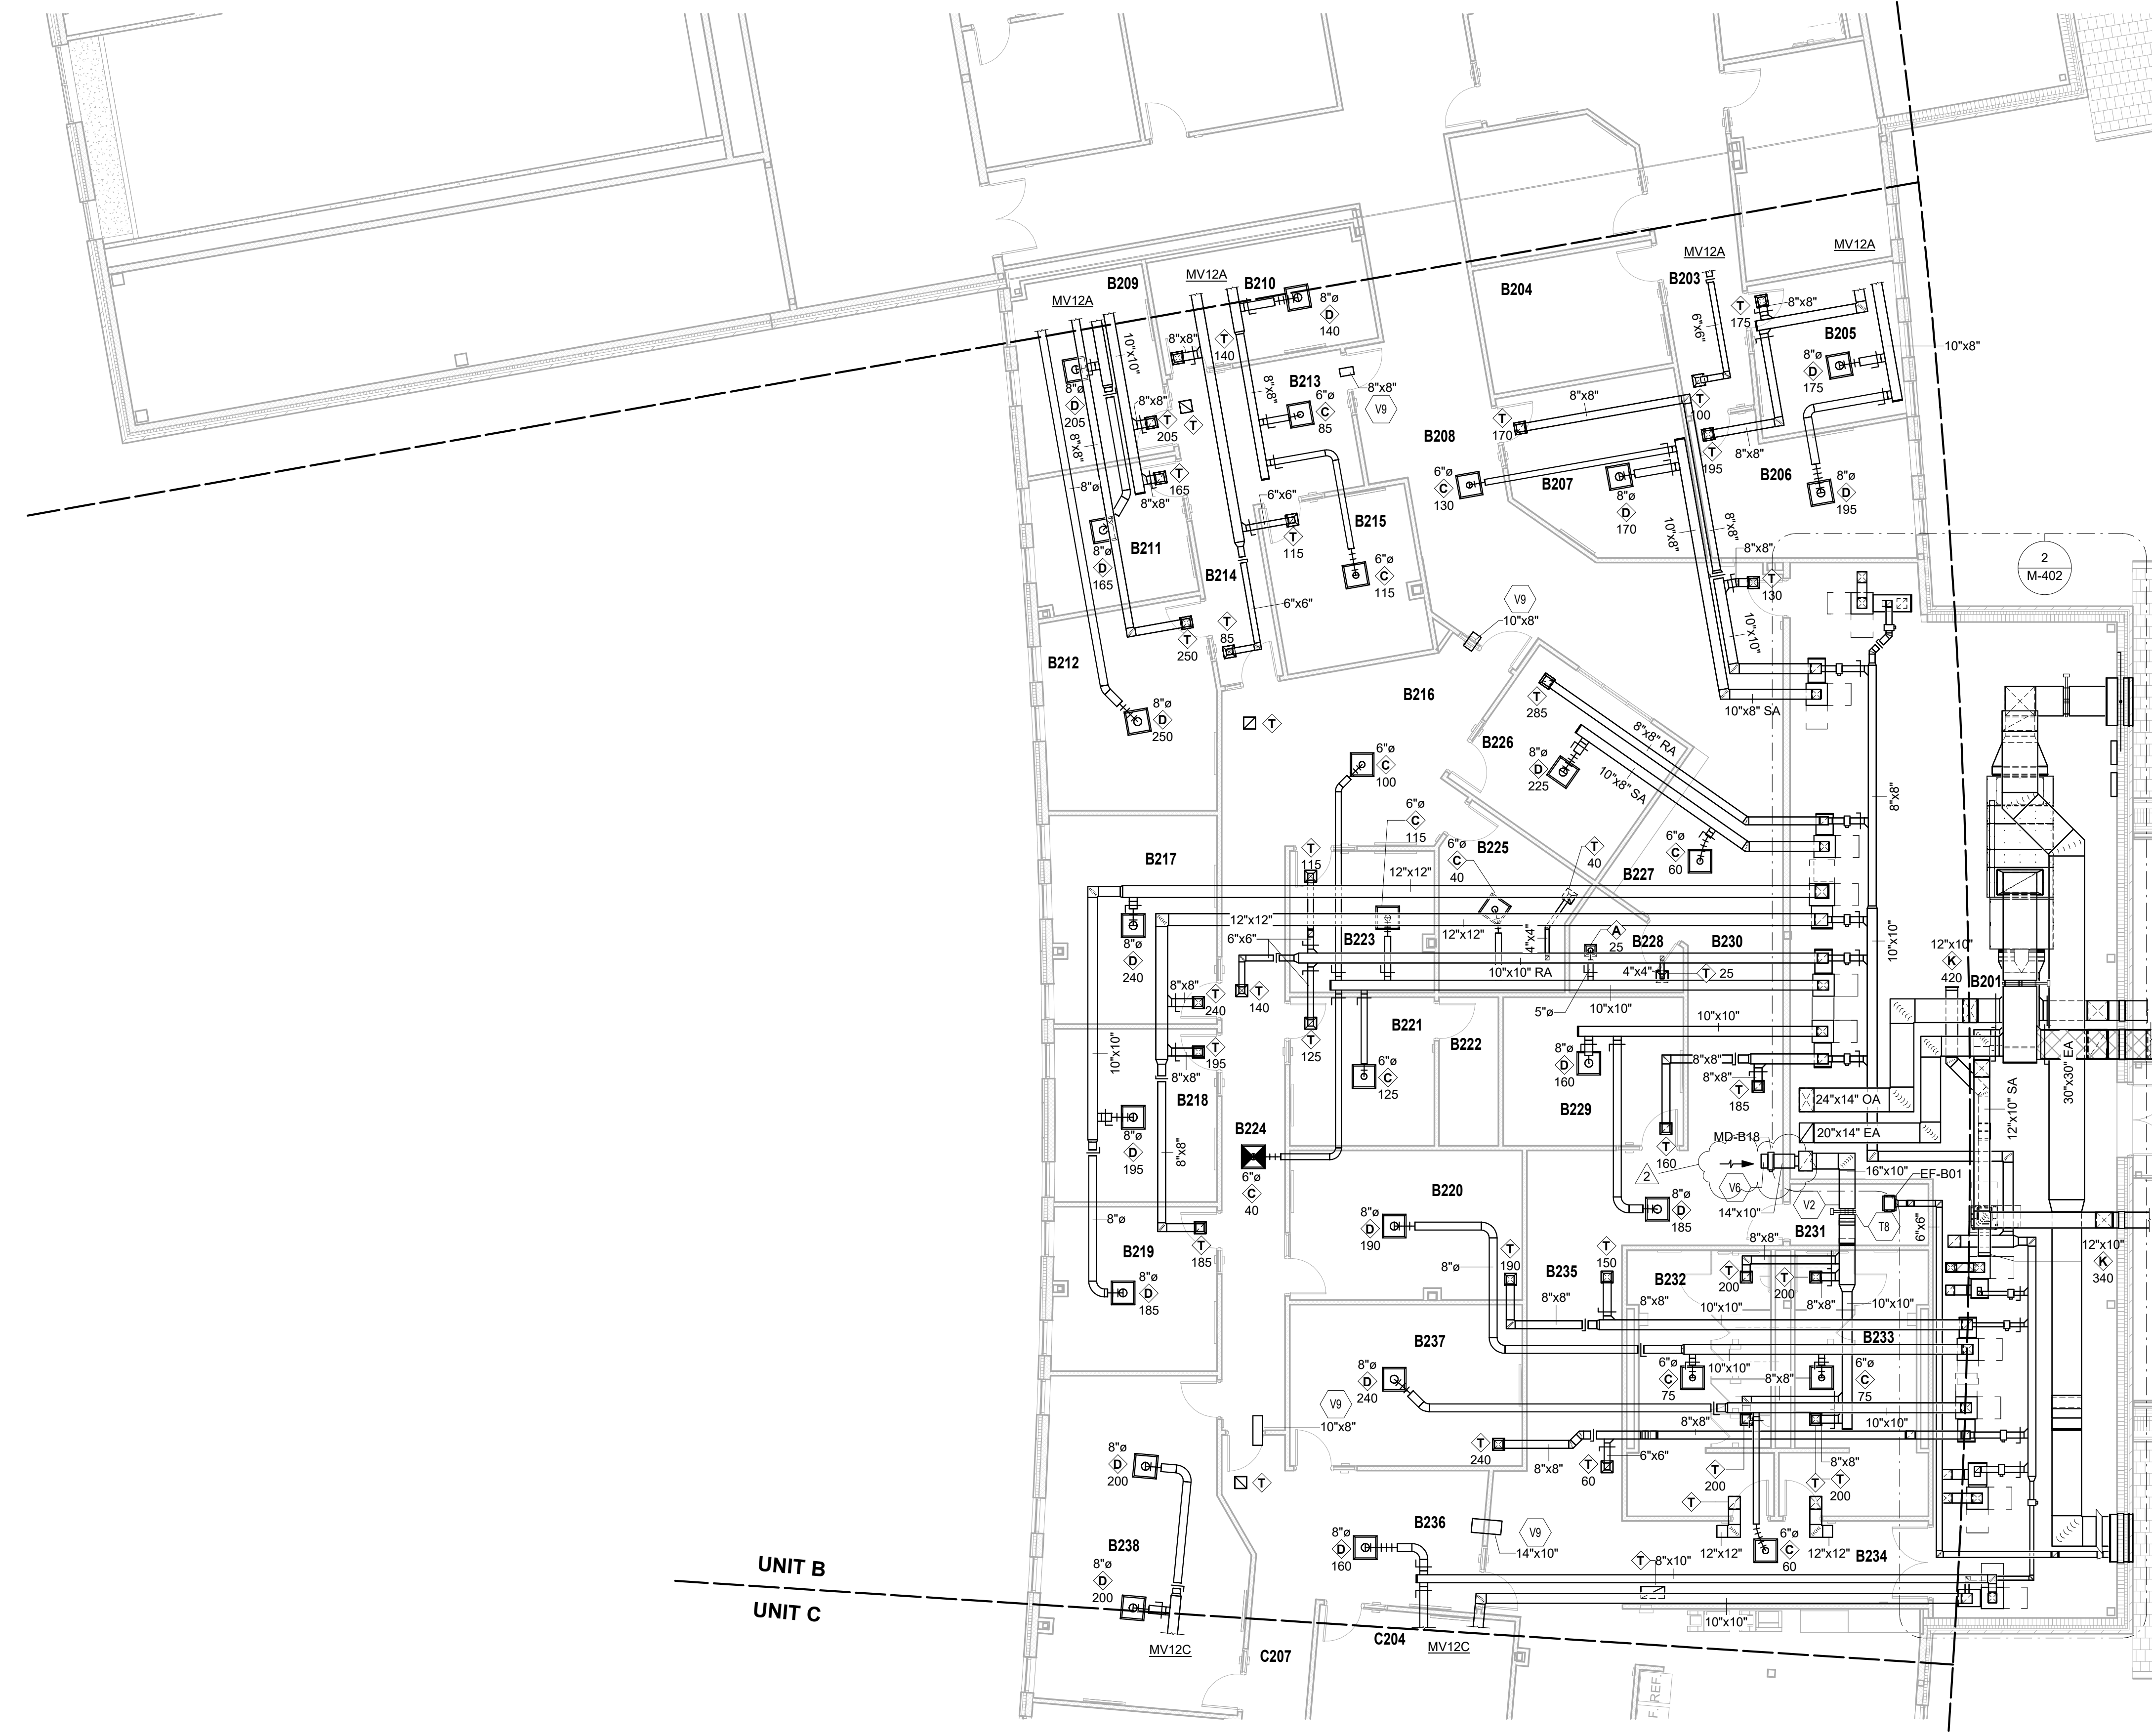 MV12A
B209
MV12A
B210
8"ø
D
140
8"x8"
T
140
10"x10"
8"ø
D
205
8"x8"
T
205
T
8"x8"
8"ø
8"x8"
B213
6"ø
C
85
8"x8"
V9
T
165
8"x8"
6"x6"
T
115
B215
6"ø
C
115
B211
8"ø
D
165
B214
6"x6"
T
85
T
250
B212
8"ø
D
250
T
B204
MV12A
B203
6"x6"
T
100
MV12A
T
175
8"x8"
B205
8"ø
D
175
10"x8"
8"x8"
T
170
B208
6"ø
C
130
B207
8"ø
D
170
T
195
8"x8"
B206
8"ø
D
195
10"x8"
8"x8"
8"x8"
T
130
10"x10"
10"x8" SA
2
M-402
V9
10"x8"
B216
T
285
8"x8" RA
B226
8"ø
D
225
10"x8" SA
8"x8"
6"ø
C
100
6"ø
C
115
T
115
12"x12"
B225
6"ø
C
40
T
40
B227
6"ø
C
60
B217
8"ø
D
240
12"x12"
12"x12"
6"x6"
B223
4"x4"
A
25
B228
B230
10"x10" RA
4"x4"
T
25
5"ø
10"x10"
10"x10"
10"x10"
12"x10"
K
420
B201
8"x8"
T
240
T
140
T
125
B221
B222
6"ø
C
125
T
195
8"x8"
10"x10"
B218
8"ø
D
195
8"x8"
8"ø
D
160
8"x8"
8"x8"
T
185
B229
T
160
24"x14" OA
20"x14" EA
12"x10" SA
30"x30" EA
B224
6"ø
C
40
MD-B18
2
V6
14"x10"
16"x10"
V2
T8
EF-B01
B220
8"ø
D
190
8"ø
D
185
B231
6"x6"
8"ø
B219
T
185
8"ø
D
185
8"ø
T
190
B235
T
150
8"x8"
8"x8"
B232
8"x8"
T
200
T
200
10"x10"
8"x8"
10"x10"
B233
12"x10"
K
340
B237
8"ø
D
240
10"x10"
6"ø
C
75
8"x8"
6"ø
C
75
V9
10"x8"
T
240
8"x8"
T
60
6"x6"
8"x8"
10"x10"
8"x8"
T
200
T
T
200
T
T
8"ø
D
200
B238
8"ø
D
200
B236
8"ø
D
160
V9
14"x10"
12"x12"
6"ø
C
60
12"x12"
B234
T
8"x10"
10"x10"
UNIT B
UNIT C
MV12C
C207
C204
MV12C
F.
REF.